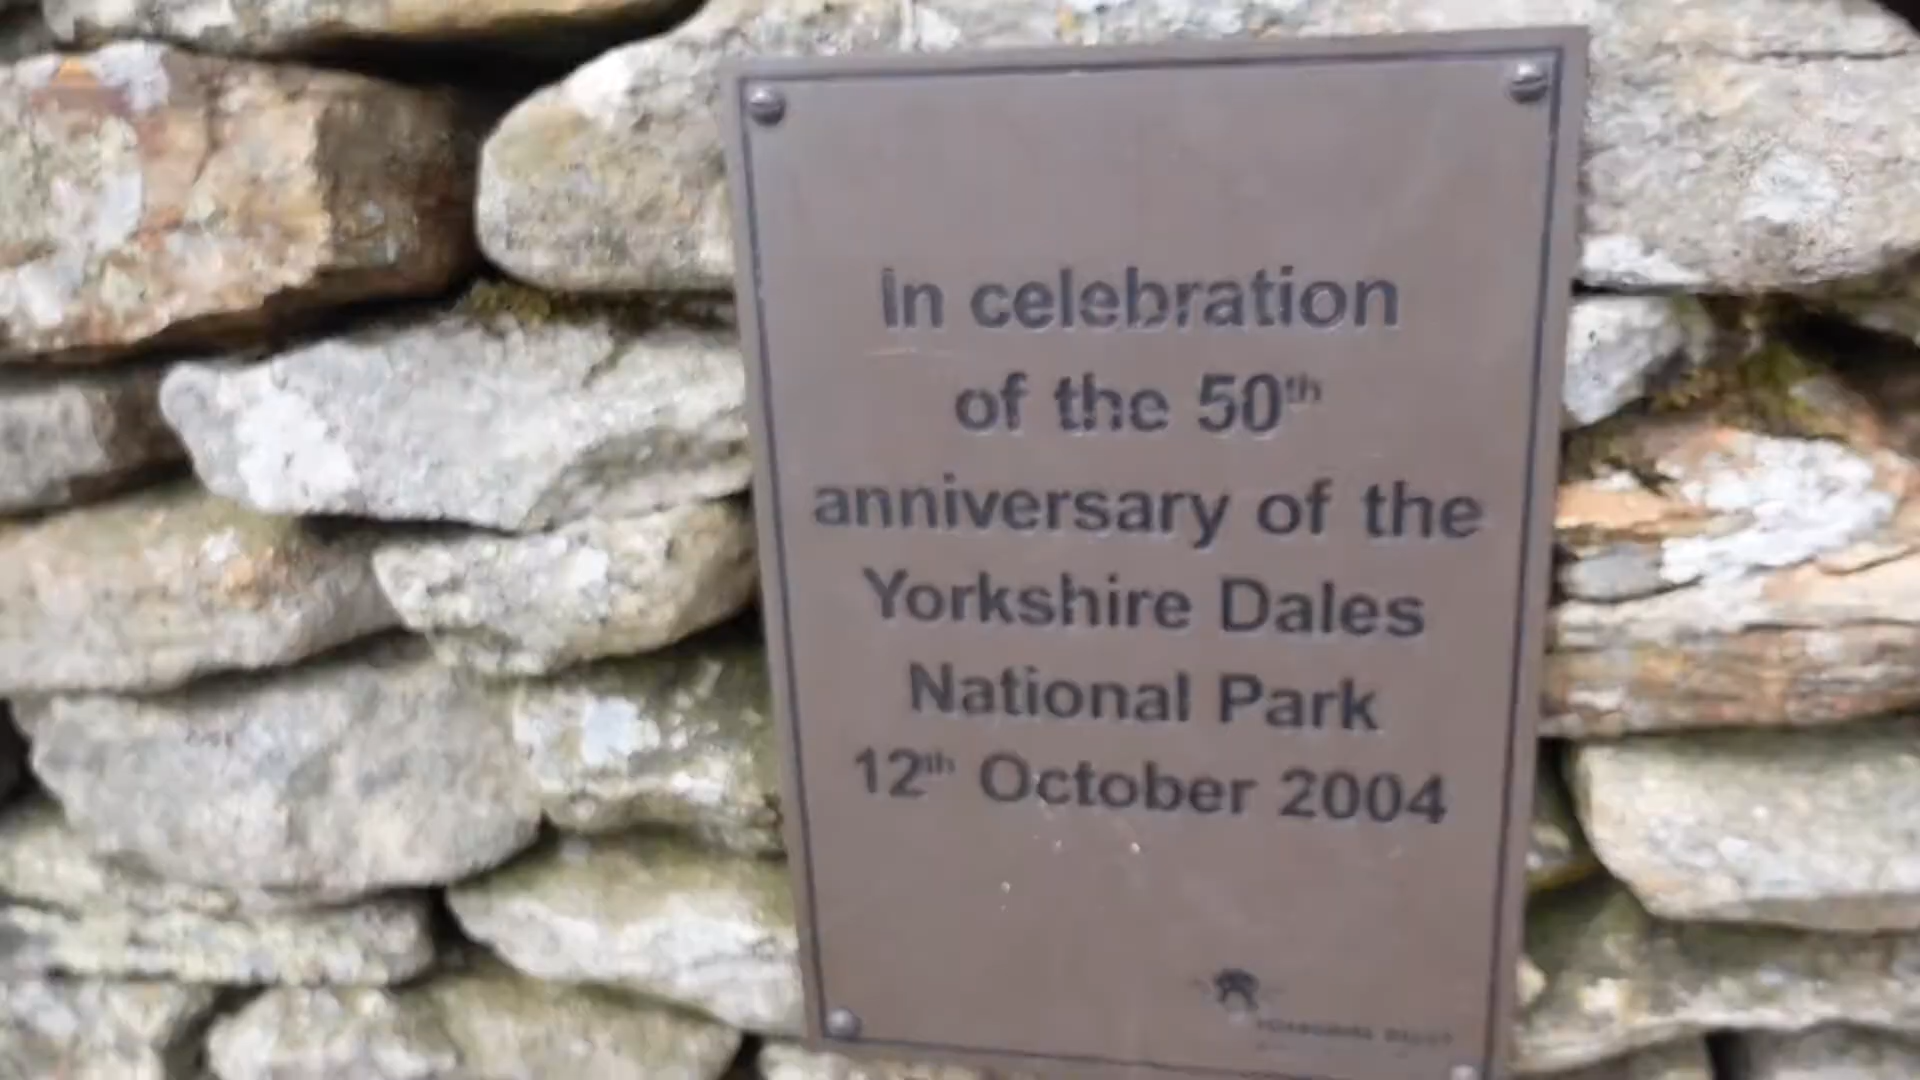 In celebration
of the 50th
anniversary of the
Yorkshire Dales
National Park
12th October 2004